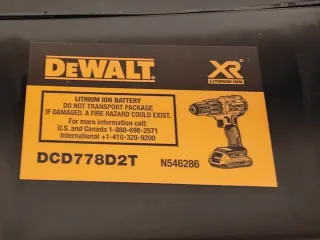 DEWALT
XR
LITHIUM ION
LITHIUM ION BATTERY
DO NOT TRANSPORT PACKAGE
IF DAMAGED. A FIRE HAZARD COULD EXIST.
For more information call:
U.S. and Canada 1-888-698-2571
International +1-410-329-9200
DCD778D2T
N546286